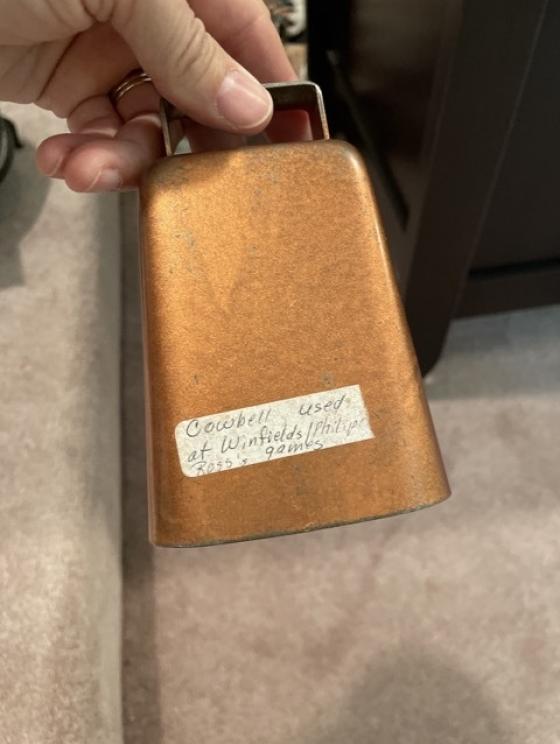 Cowbell used
at Winfields/Philip
Ross's games